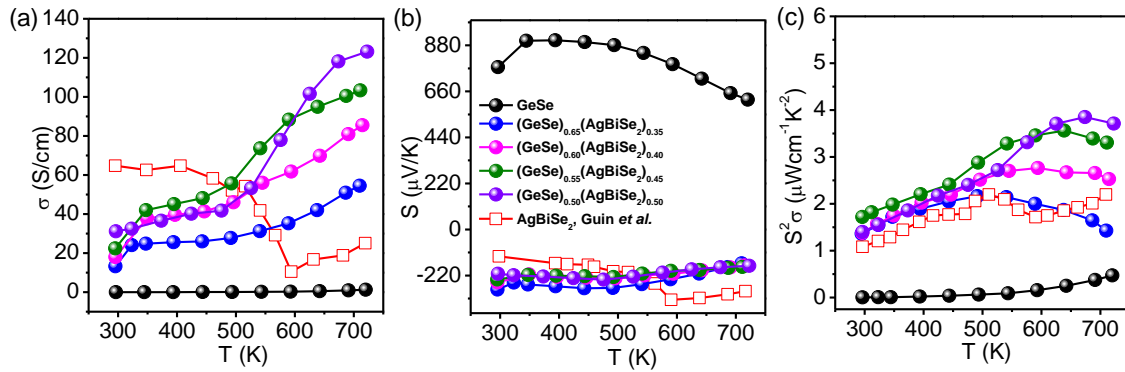 (a)
140
120
100
80
60
40
20
0
σ (S/cm)
300 400 500 600 700
T (K)
(b)
880
660
440
220
0
-220
S (μV/K)
GeSe
(GeSe)0.65(AgBiSe2)0.35
(GeSe)0.60(AgBiSe2)0.40
(GeSe)0.55(AgBiSe2)0.45
(GeSe)0.50(AgBiSe2)0.50
AgBiSe2, Guin et al.
300 400 500 600 700
T (K)
(c)
6
5
4
3
2
1
0
S²σ (μW/cm⁻¹K⁻²)
300 400 500 600 700
T (K)